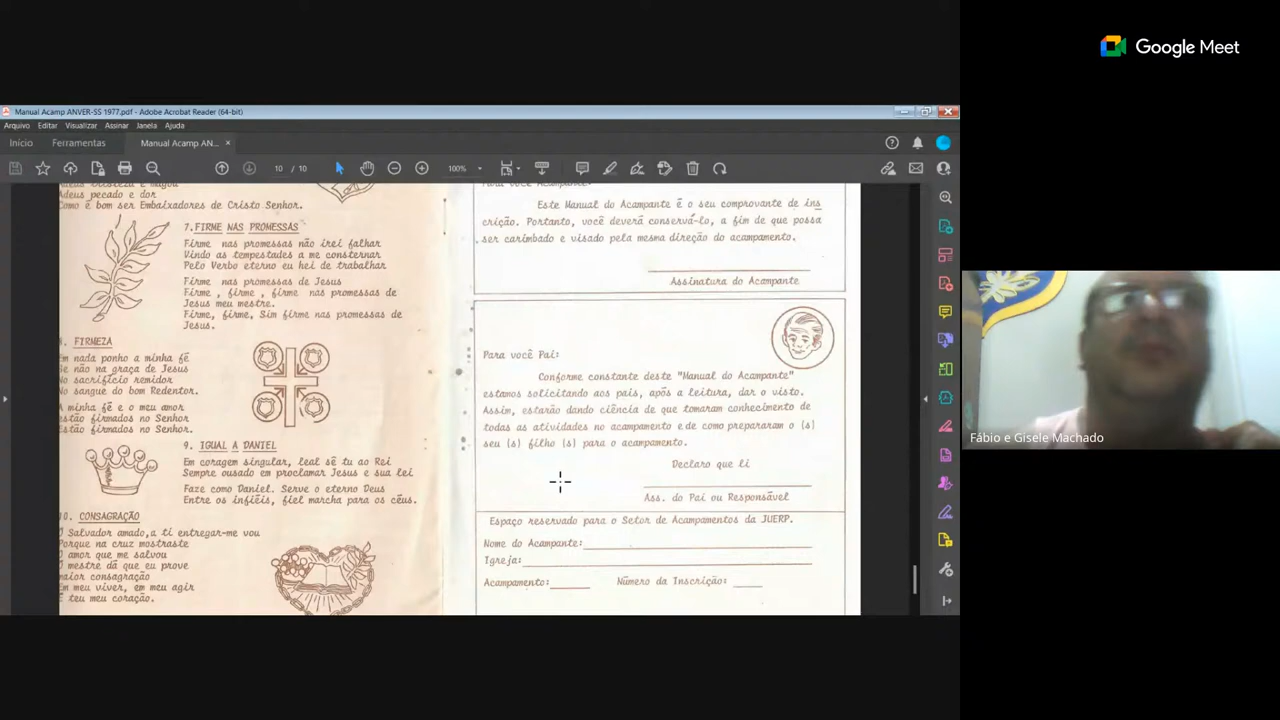 Google Meet
Manual Acamp ANVER-SS 1977.pdf - Adobe Acrobat Reader (64-bit)
Arquivo Editar Visualizar Assinar Janela Ajuda
Início Ferramentas Manual Acamp AN... ×
10 / 10 100%
Adeus pecado e dor
Como é bom ser Embaixadores de Cristo Senhor.
7.FIRME NAS PROMESSAS
Firme nas promessas não irei falhar
Vindo as tempestades a me consternar
Pelo Verbo eterno eu hei de trabalhar
Firme nas promessas de Jesus
Firme , firme , firme nas promessas de
Jesus meu mestre.
Firme, firme, Sim firme nas promessas de
Jesus.
FIRMEZA
Em nada ponho a minha fé
Se não na graça de Jesus
No sacrifício remidor
No sangue do bom Redentor.
A minha fé e o meu amor
Estão firmados no Senhor
Estão firmados no Senhor.
9. IGUAL A DANIEL
Em coragem singular, leal sê tu ao Rei
Sempre ousado em proclamar Jesus e sua lei
Faze como Daniel. Serve o eterno Deus
Entre os infiéis, fiel marcha para os céus.
10. CONSAGRAÇÃO
Ó Salvador amado,a ti entregar-me vou
Porque na cruz mostraste
O amor que me salvou
O mestre dá que eu prove
maior consagração
Em meu viver, em meu agir
E teu meu coração.
Para você Acampante:
Este Manual do Acampante é o seu comprovante de ins
crição. Portanto, você deverá conservá-lo, a fim de que possa
ser carimbado e visado pela mesma direção do acampamento.
Assinatura do Acampante
Para você Pai:
Conforme constante deste "Manual do Acampante"
estamos solicitando aos pais, após a leitura, dar o visto.
Assim, estarão dando ciência de que tomaram conhecimento de
todas as atividades no acampamento e de como prepararam o (s)
seu (s) filho (s) para o acampamento.
Declaro que li
Ass. do Pai ou Responsável
Espaço reservado para o Setor de Acampamentos da JUERP.
Nome do Acampante:
Igreja:
Acampamento: Número da Inscrição:
Fábio e Gisele Machado